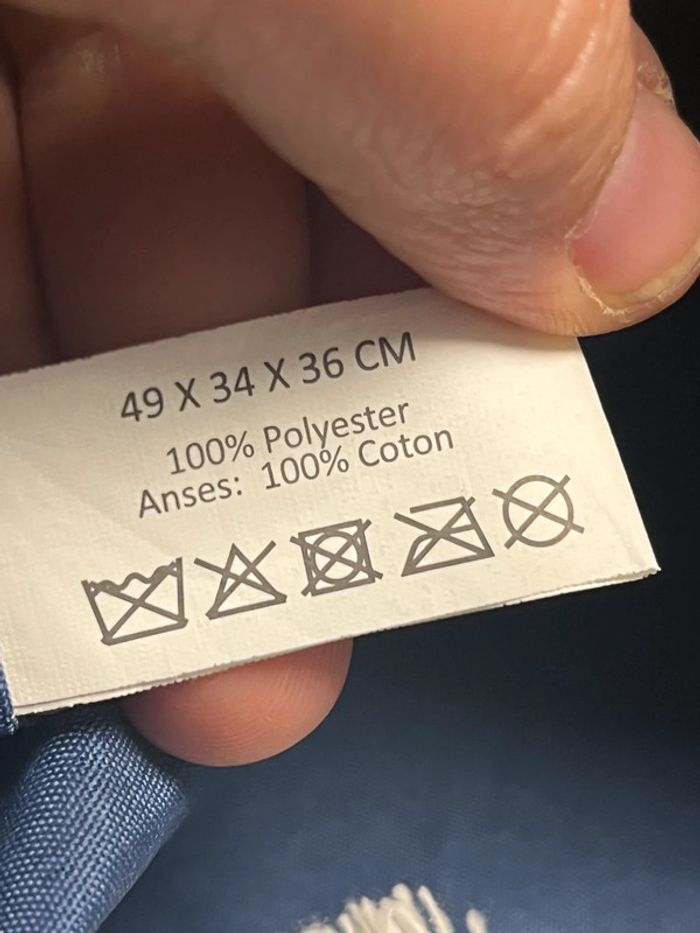 49 X 34 X 36 CM
100% Polyester
Anses: 100% Coton